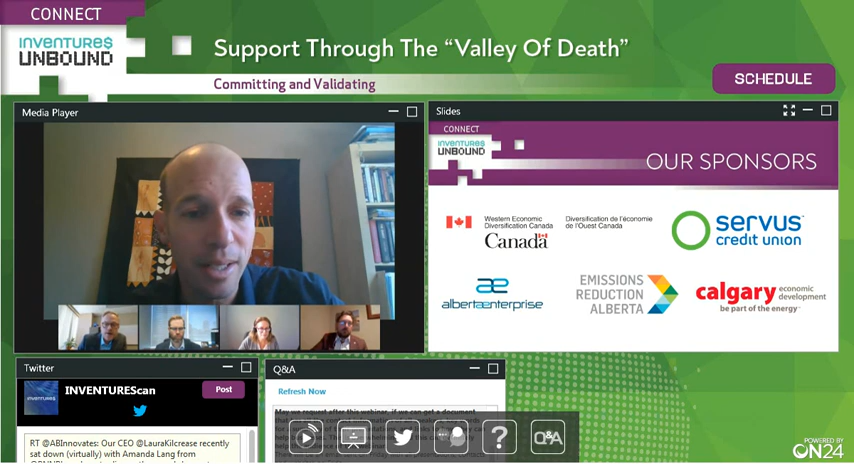 CONNECT
INVENTURE$
UNBOUND
Support Through The “Valley Of Death”
Committing and Validating
SCHEDULE
Media Player
Slides
CONNECT
INVENTURE$
UNBOUND
OUR SPONSORS
Western Economic
Diversification Canada
Diversification de l'économie
de l'Ouest Canada
Canada
servus
credit union
albertaenterprise
EMISSIONS
REDUCTION
ALBERTA
calgary economic
development
be part of the energy
Twitter
INVENTUREScan
Post
RT @ABInnovates: Our CEO @LauraKilcrease recently
sat down (virtually) with Amanda Lang from
Q&A
Refresh Now
May we request after this webinar, if we can get a document
Q&A
POWERED BY
ON24